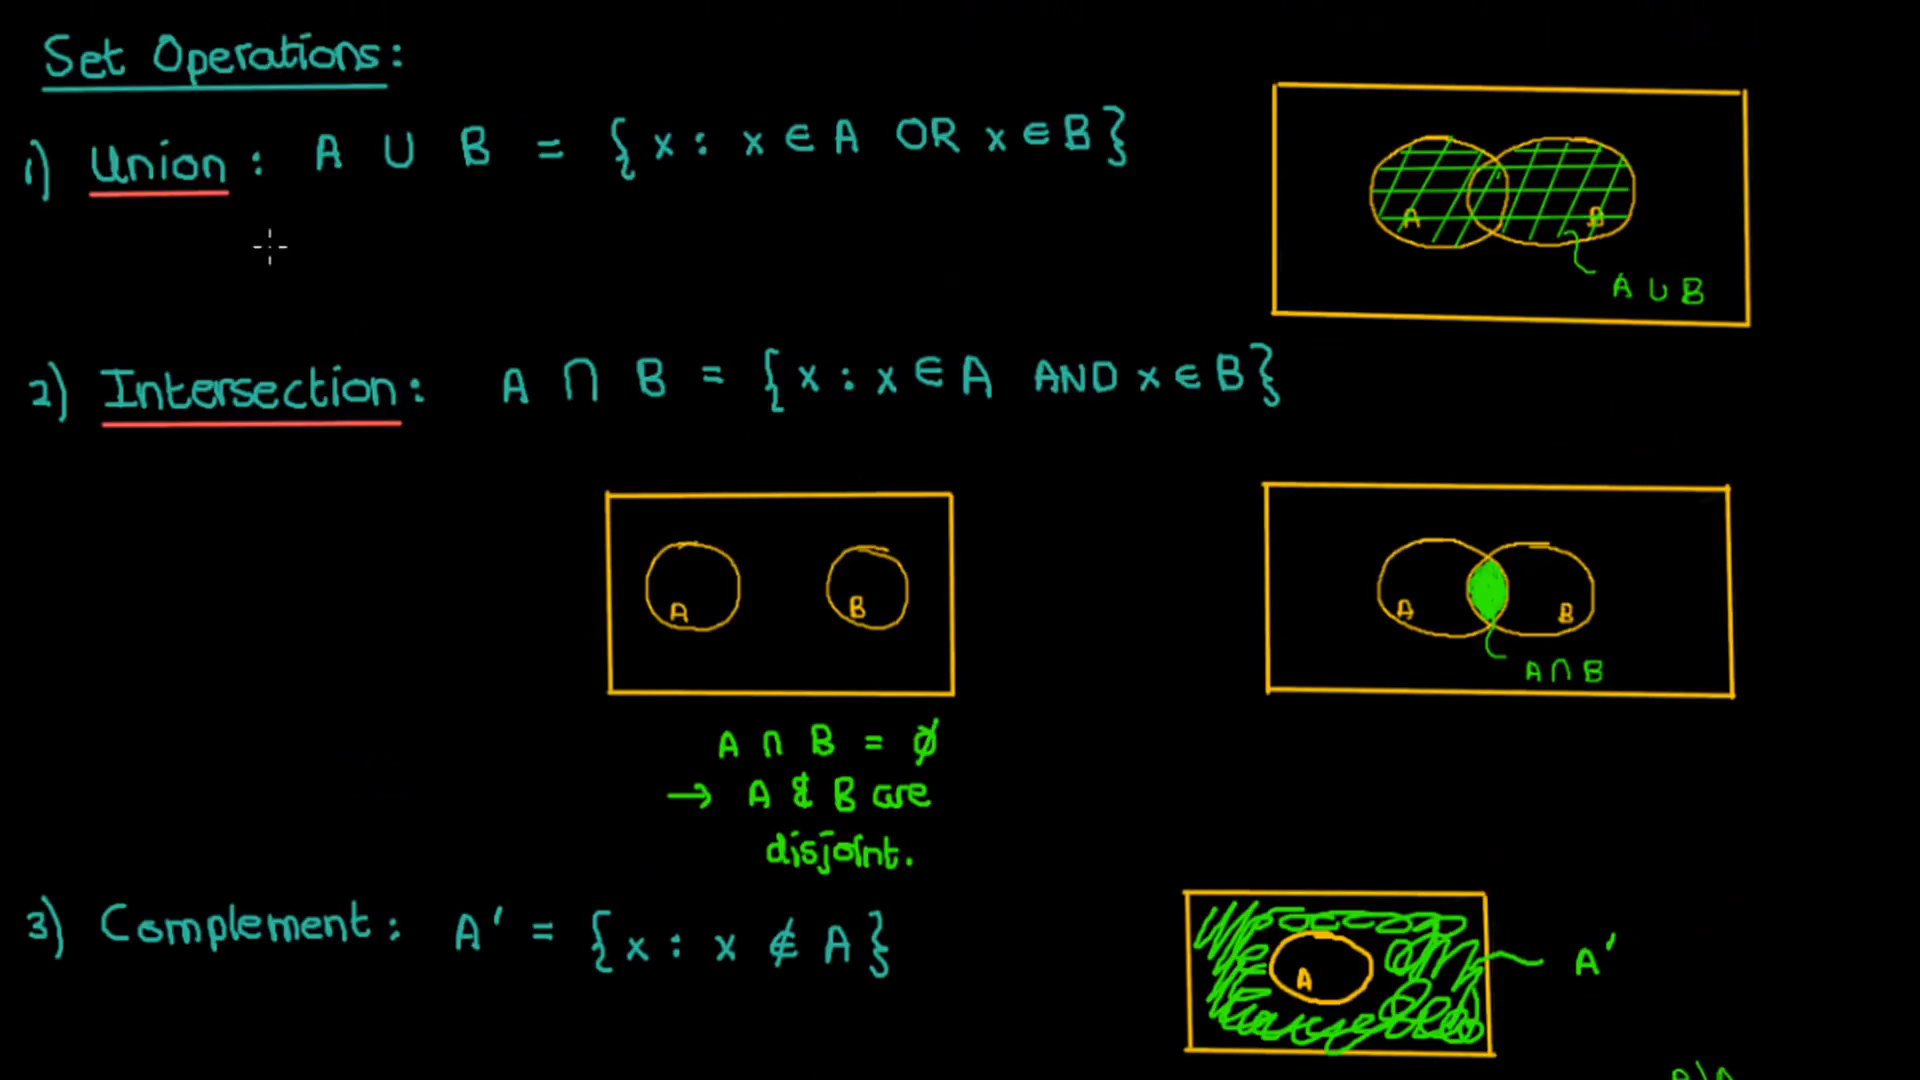 Set Operations:
1) Union: A ∪ B = {x : x ∈ A OR x ∈ B}
A B
A ∪ B
2) Intersection: A ∩ B = {x : x ∈ A AND x ∈ B}
A B
A B
A ∩ B
A ∩ B = ∅
→ A & B are
disjoint.
3) Complement: A' = {x : x ∉ A}
A
A'